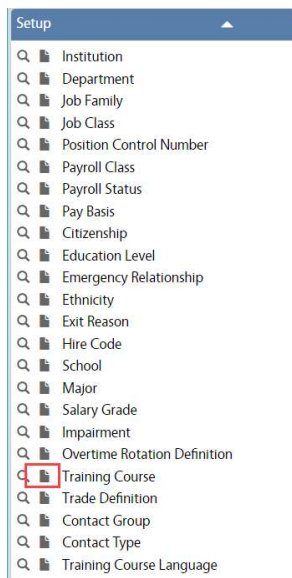 Setup
Institution
Department
Job Family
Job Class
Position Control Number
Payroll Class
Payroll Status
Pay Basis
Citizenship
Education Level
Emergency Relationship
Ethnicity
Exit Reason
Hire Code
School
Major
Salary Grade
Impairment
Overtime Rotation Definition
Training Course
Trade Definition
Contact Group
Contact Type
Training Course Language